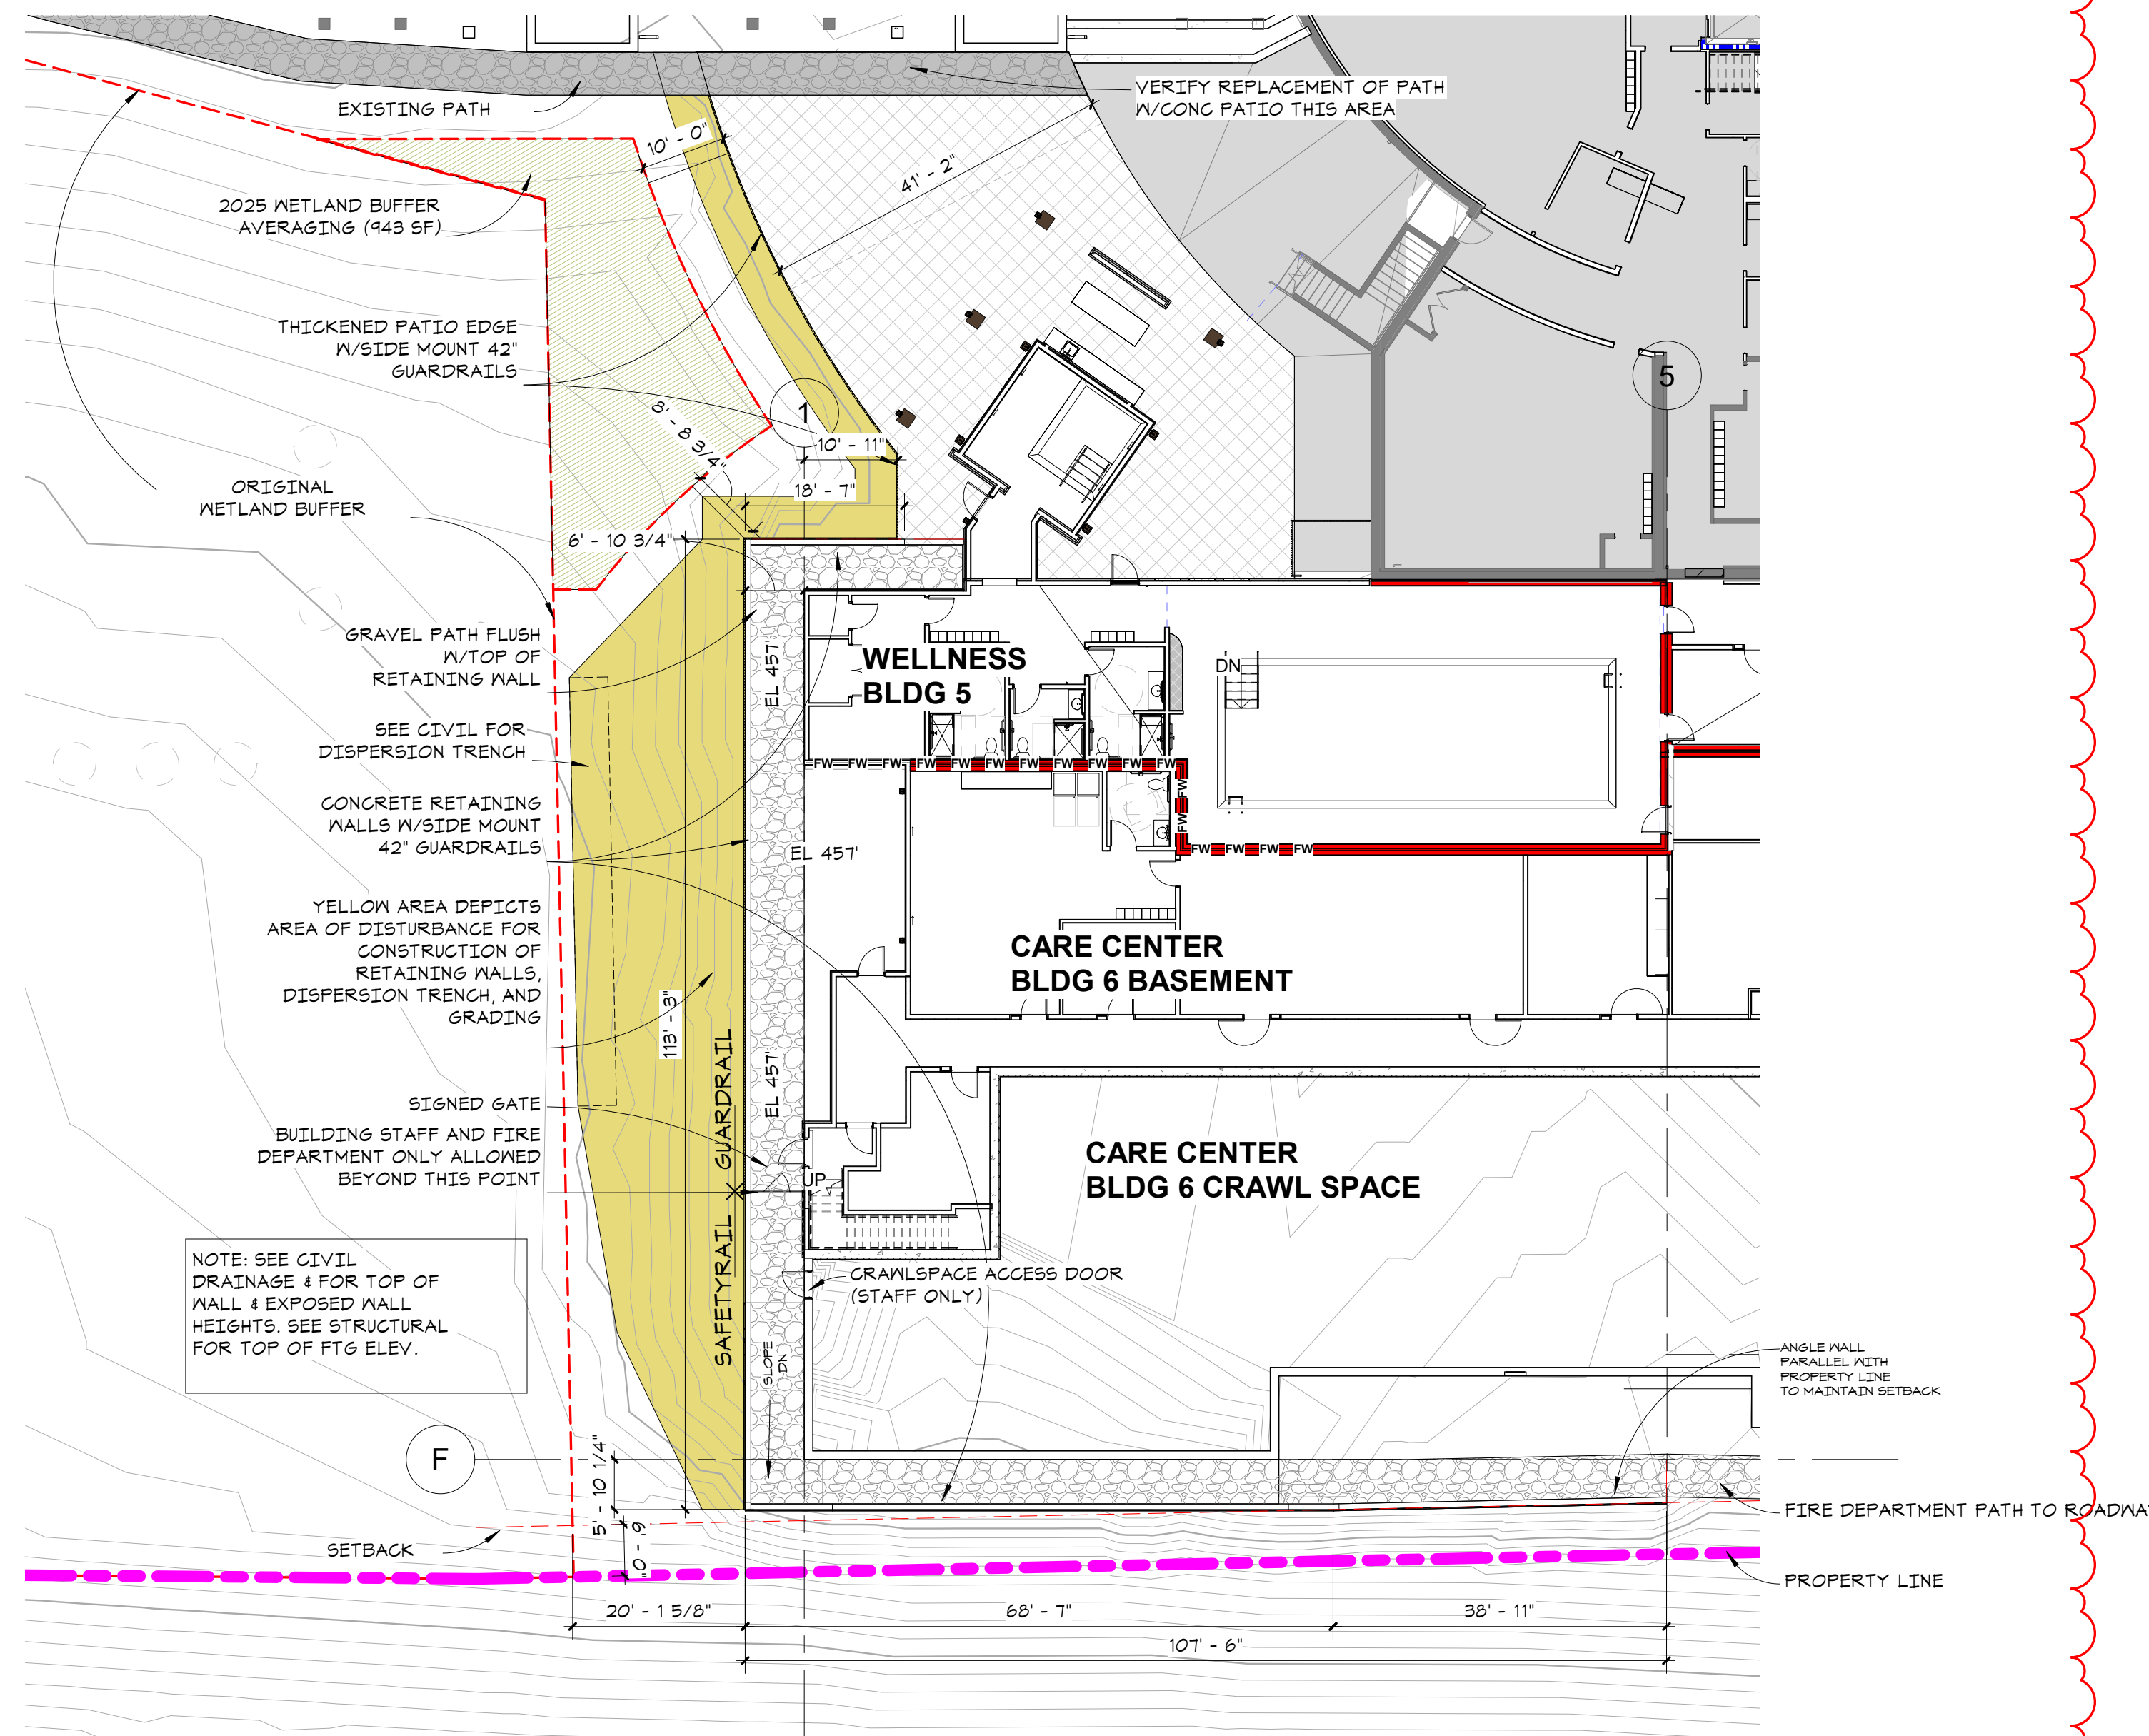 VERIFY REPLACEMENT OF PATH
W/CONC PATIO THIS AREA
EXISTING PATH
10' - 0"
41' - 2"
2025 WETLAND BUFFER
AVERAGING (943 SF)
THICKENED PATIO EDGE
W/SIDE MOUNT 42"
GUARDRAILS
5
1
8' - 8 3/4"
10' - 11"
18' - 7"
ORIGINAL
WETLAND BUFFER
6' - 10 3/4"
GRAVEL PATH FLUSH
W/TOP OF
RETAINING WALL
EL 457'
WELLNESS
BLDG 5
DN
SEE CIVIL FOR
DISPERSION TRENCH
FW FW FW FW FW FW FW FW FW FW FW
FW
FW
FW FW FW FW
CONCRETE RETAINING
WALLS W/SIDE MOUNT
42" GUARDRAILS
EL 457'
YELLOW AREA DEPICTS
AREA OF DISTURBANCE FOR
CONSTRUCTION OF
RETAINING WALLS,
DISPERSION TRENCH, AND
GRADING
CARE CENTER
BLDG 6 BASEMENT
113' - 3"
EL 457'
SAFETYRAIL
GUARDRAIL
SIGNED GATE
BUILDING STAFF AND FIRE
DEPARTMENT ONLY ALLOWED
BEYOND THIS POINT
UP
CARE CENTER
BLDG 6 CRAWL SPACE
NOTE: SEE CIVIL
DRAINAGE & FOR TOP OF
WALL & EXPOSED WALL
HEIGHTS. SEE STRUCTURAL
FOR TOP OF FTG ELEV.
CRAWLSPACE ACCESS DOOR
(STAFF ONLY)
SLOPE
DN
ANGLE WALL
PARALLEL WITH
PROPERTY LINE
TO MAINTAIN SETBACK
F
5' - 10 1/4"
6' - 0"
FIRE DEPARTMENT PATH TO ROADWA
SETBACK
PROPERTY LINE
20' - 1 5/8"
68' - 7"
38' - 11"
107' - 6"